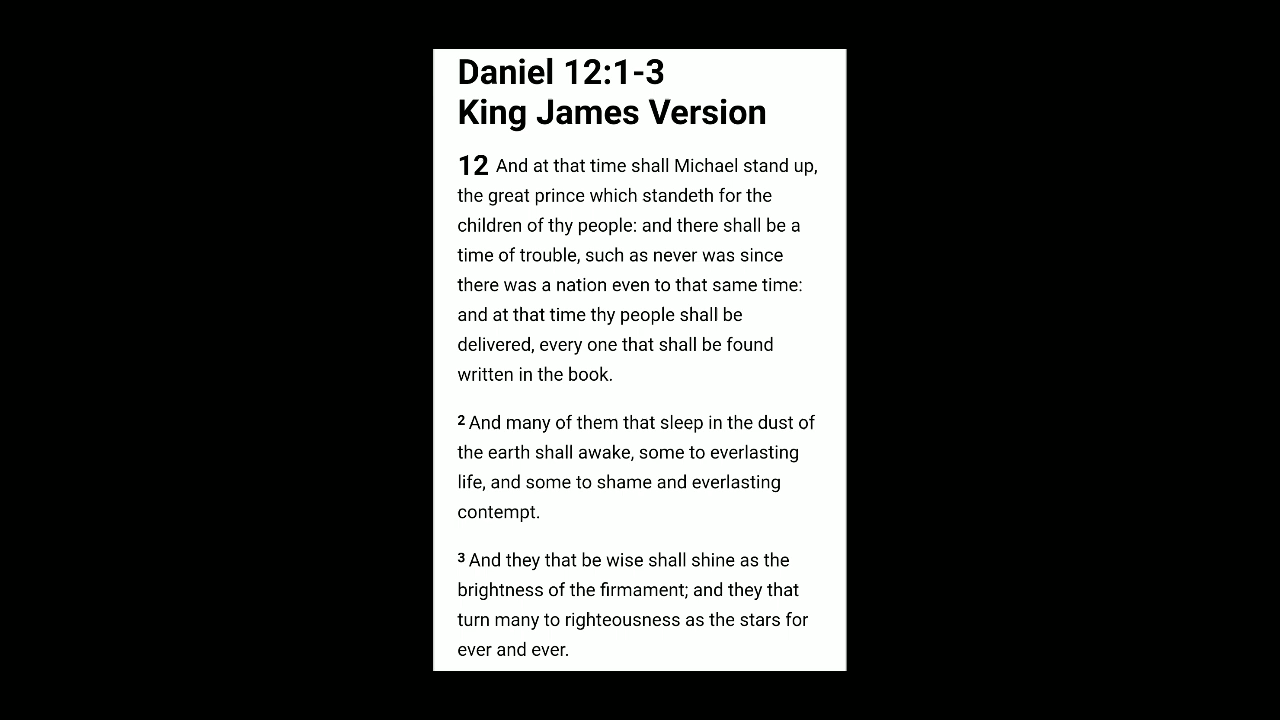 Daniel 12:1-3
King James Version
12 And at that time shall Michael stand up,
the great prince which standeth for the
children of thy people: and there shall be a
time of trouble, such as never was since
there was a nation even to that same time:
and at that time thy people shall be
delivered, every one that shall be found
written in the book.
2 And many of them that sleep in the dust of
the earth shall awake, some to everlasting
life, and some to shame and everlasting
contempt.
3 And they that be wise shall shine as the
brightness of the firmament; and they that
turn many to righteousness as the stars for
ever and ever.